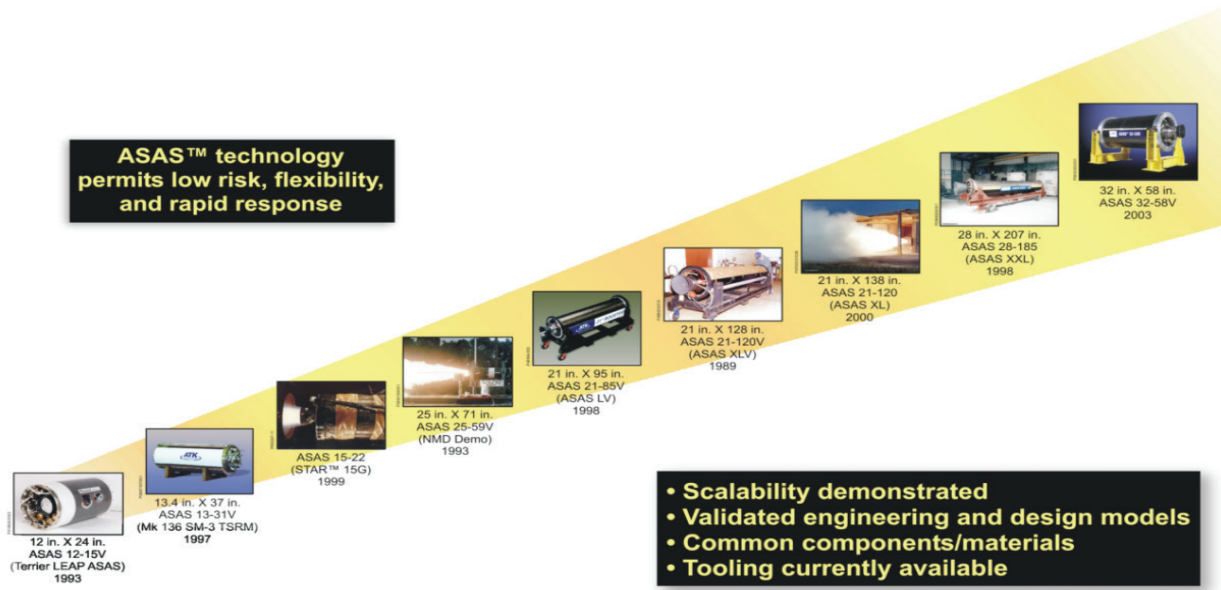 ASAS™ technology
permits low risk, flexibility,
and rapid response
12 in. X 24 in.
ASAS 12-15V
(Terrier LEAP ASAS)
1993
ATK
13.4 in. X 37 in.
ASAS 13-31V
(Mk 136 SM-3 TSRM)
1997
ASAS 15-22
(STAR™ 15G)
1999
25 in. X 71 in.
ASAS 25-59V
(NMD Demo)
1993
ATK
21 in. X 95 in.
ASAS 21-85V
(ASAS LV)
1998
21 in. X 128 in.
ASAS 21-120V
(ASAS XLV)
1989
21 in. X 138 in.
ASAS 21-120
(ASAS XL)
2000
28 in. X 207 in.
ASAS 28-185
(ASAS XXL)
1998
32 in. X 58 in.
ASAS 32-58V
2003
• Scalability demonstrated
• Validated engineering and design models
• Common components/materials
• Tooling currently available